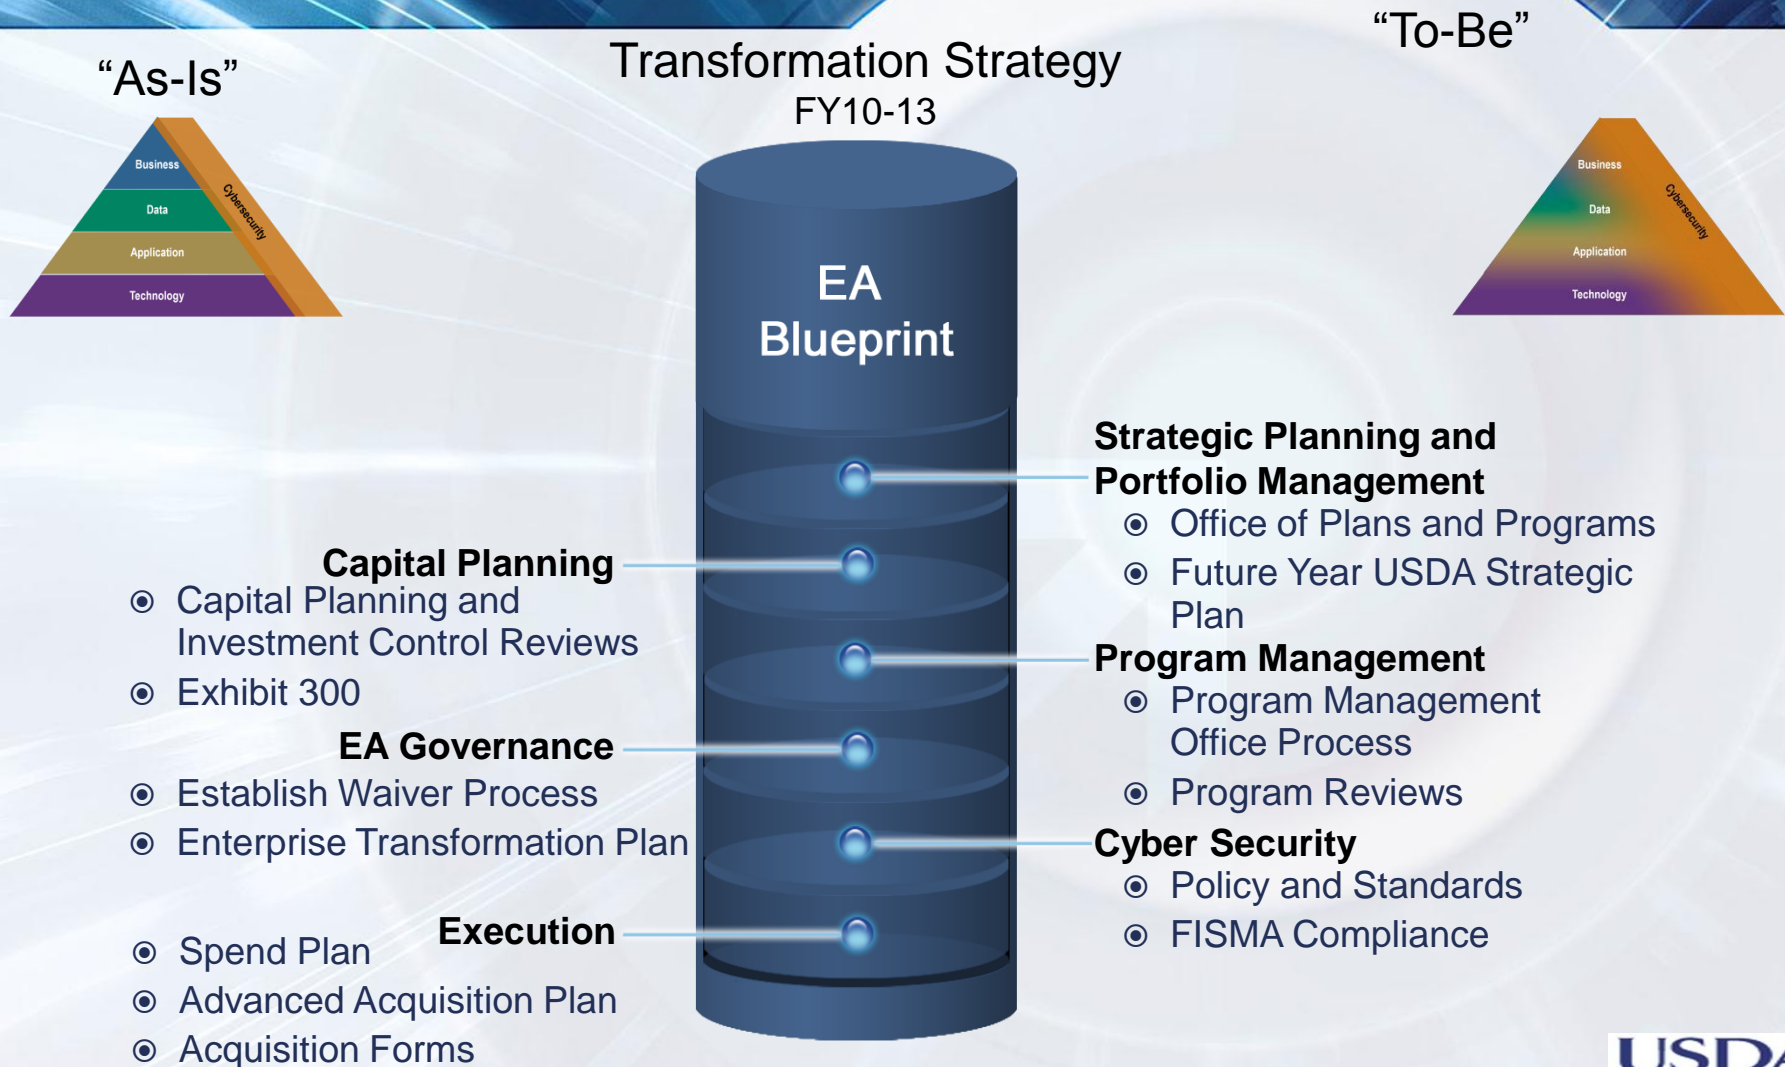 “As-Is”
Transformation Strategy
FY10-13
“To-Be”
Business
Data
Application
Technology
Cybersecurity
Business
Data
Application
Technology
Cybersecurity
EA
Blueprint
Capital Planning
Capital Planning and
Investment Control Reviews
Exhibit 300
EA Governance
Establish Waiver Process
Enterprise Transformation Plan
Execution
Spend Plan
Advanced Acquisition Plan
Acquisition Forms
Strategic Planning and
Portfolio Management
Office of Plans and Programs
Future Year USDA Strategic
Plan
Program Management
Program Management
Office Process
Program Reviews
Cyber Security
Policy and Standards
FISMA Compliance
USDA